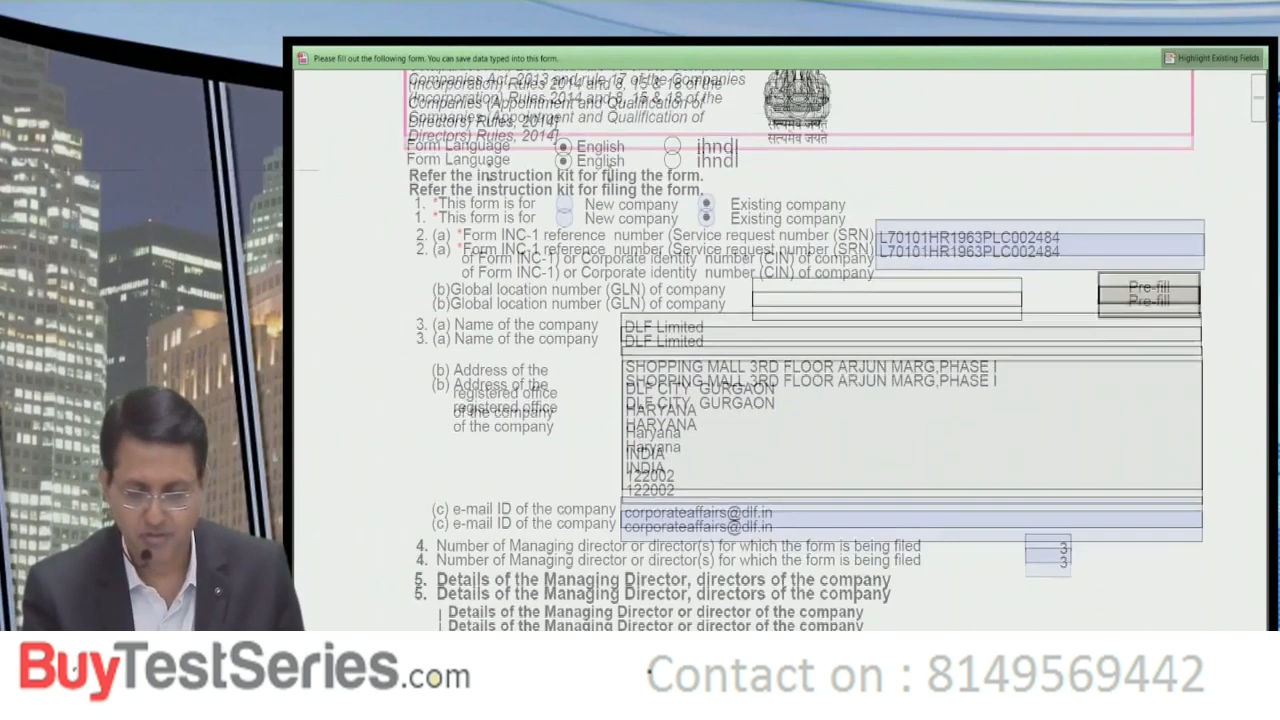 Please fill out the following form. You can save data typed into this form.
Highlight Existing Fields
Companies Act, 2013 and rule 17 of the Companies
(Incorporation) Rules 2014 and 8, 15 & 18 of the
Companies (Appointment and Qualification of
Directors) Rules, 2014]
सत्यमेव जयते
Form Language English
Refer the instruction kit for filing the form.
1. *This form is for New company Existing company
2. (a) *Form INC-1 reference number (Service request number (SRN) L70101HR1963PLC002484
of Form INC-1) or Corporate identity number (CIN) of company
(b)Global location number (GLN) of company
Pre-fill
3. (a) Name of the company DLF Limited
(b) Address of the
registered office
of the company
SHOPPING MALL 3RD FLOOR ARJUN MARG,PHASE I
DLF CITY, GURGAON
HARYANA
Haryana
INDIA
122002
(c) e-mail ID of the company corporateaffairs@dlf.in
4. Number of Managing director or director(s) for which the form is being filed 3
5. Details of the Managing Director, directors of the company
Details of the Managing Director or director of the company
BuyTestSeries.com
Contact on : 8149569442